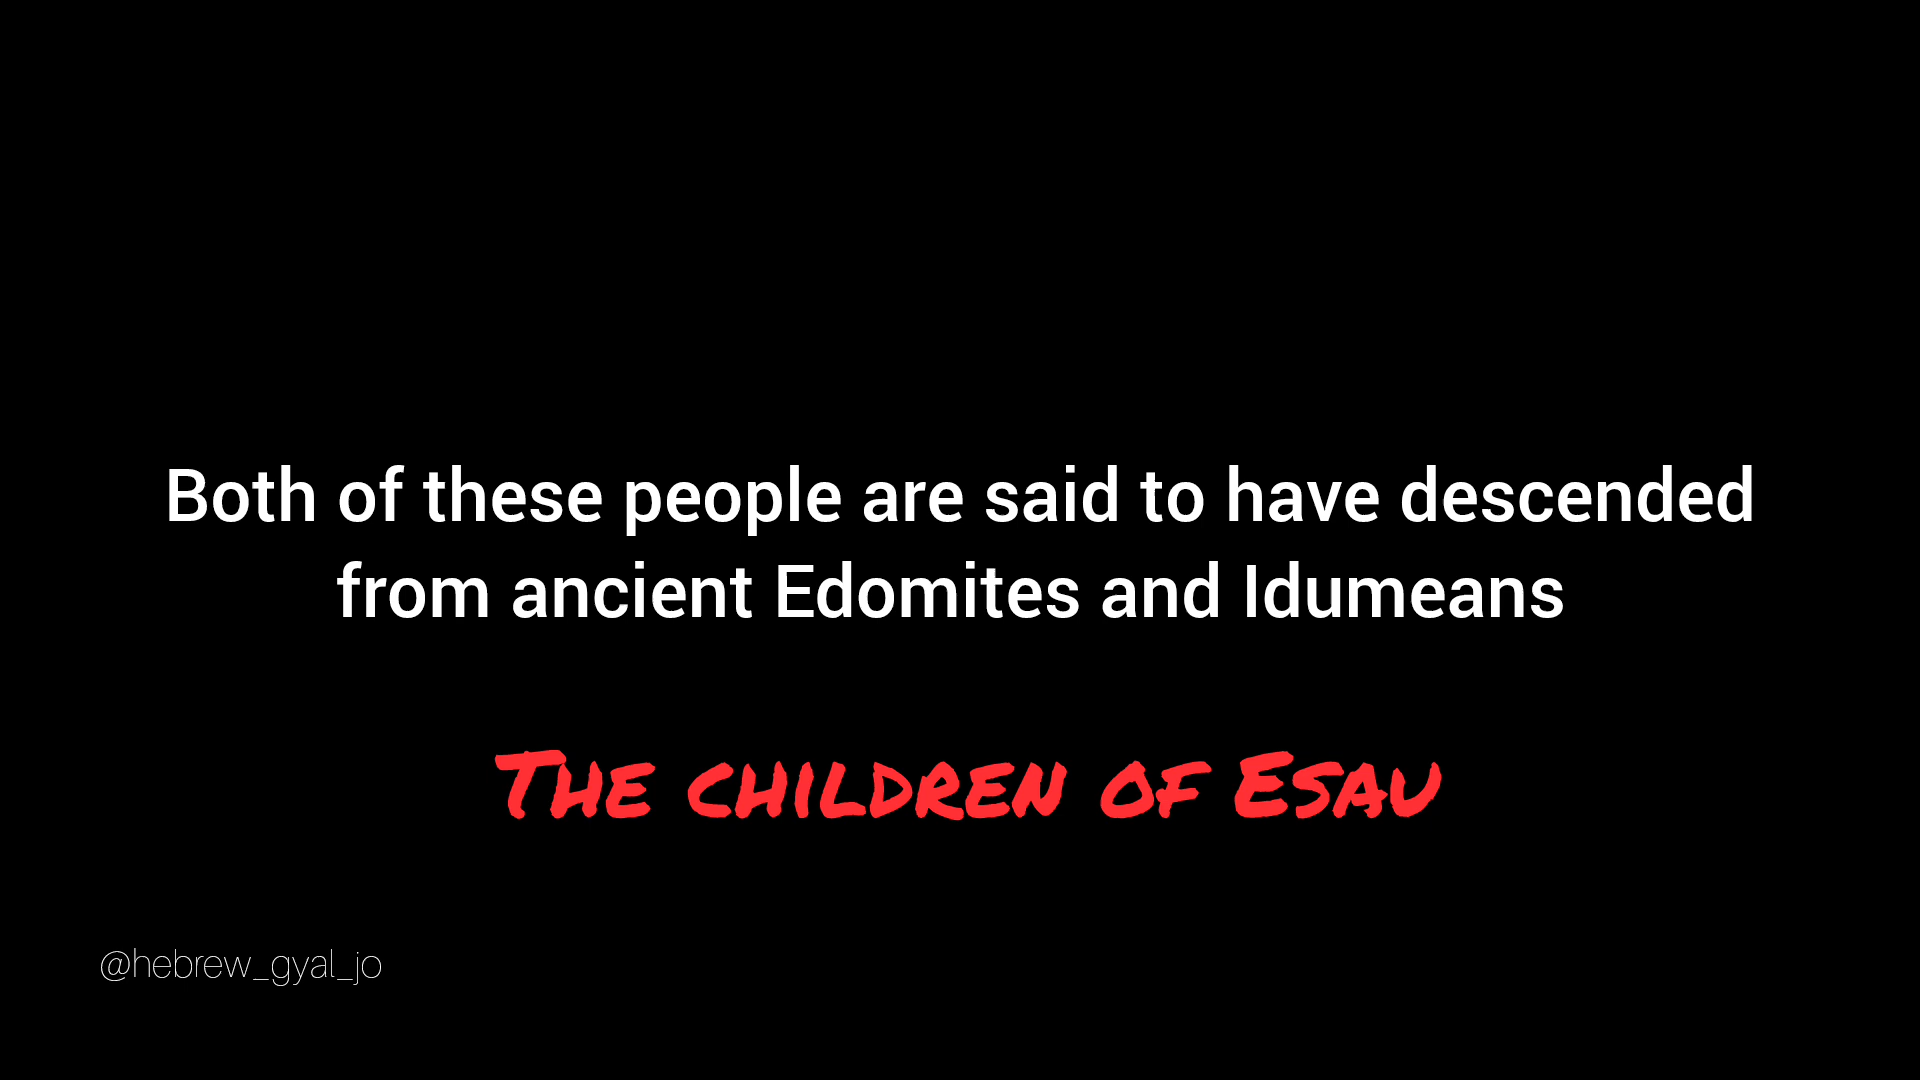 Both of these people are said to have descended
from ancient Edomites and Idumeans
The children of Esau
@hebrew_gyal_jo